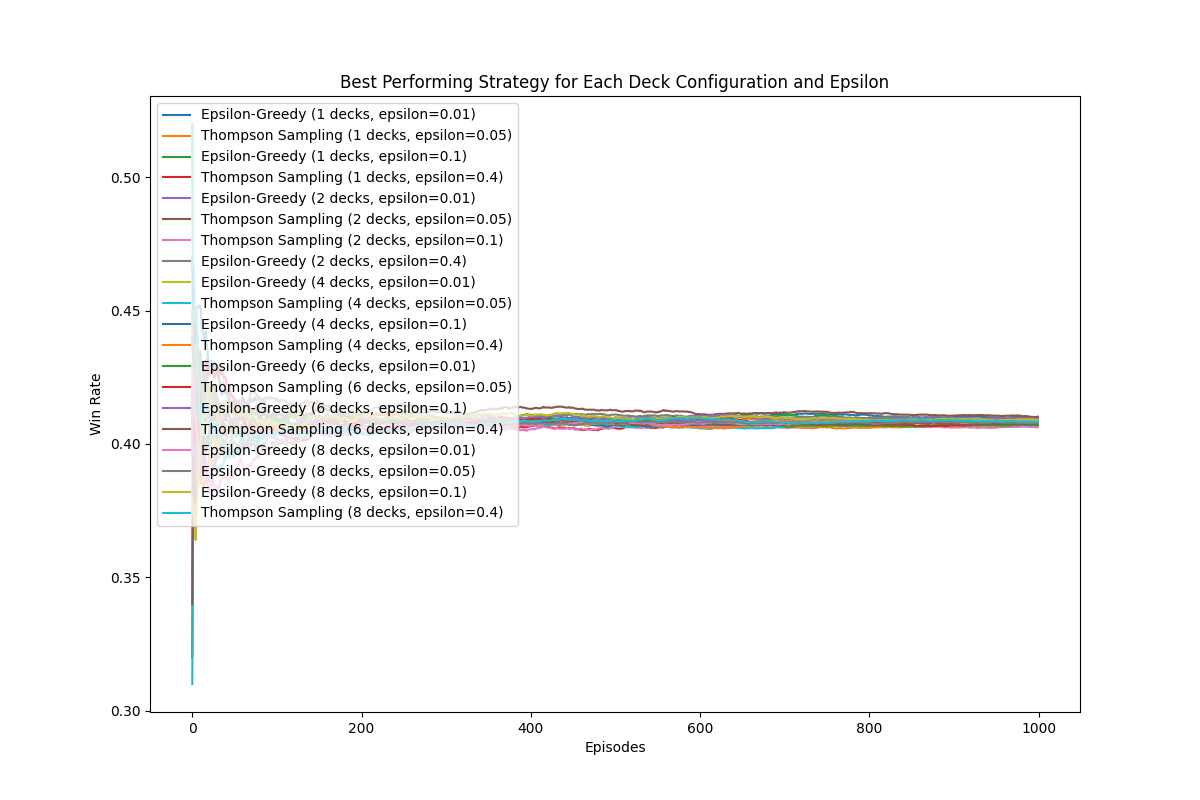 Best Performing Strategy for Each Deck Configuration and Epsilon
Epsilon-Greedy (1 decks, epsilon=0.01)
Thompson Sampling (1 decks, epsilon=0.05)
Epsilon-Greedy (1 decks, epsilon=0.1)
Thompson Sampling (1 decks, epsilon=0.4)
Epsilon-Greedy (2 decks, epsilon=0.01)
Thompson Sampling (2 decks, epsilon=0.05)
Thompson Sampling (2 decks, epsilon=0.1)
Epsilon-Greedy (2 decks, epsilon=0.4)
Epsilon-Greedy (4 decks, epsilon=0.01)
Thompson Sampling (4 decks, epsilon=0.05)
Epsilon-Greedy (4 decks, epsilon=0.1)
Thompson Sampling (4 decks, epsilon=0.4)
Epsilon-Greedy (6 decks, epsilon=0.01)
Thompson Sampling (6 decks, epsilon=0.05)
Epsilon-Greedy (6 decks, epsilon=0.1)
Thompson Sampling (6 decks, epsilon=0.4)
Epsilon-Greedy (8 decks, epsilon=0.01)
Epsilon-Greedy (8 decks, epsilon=0.05)
Epsilon-Greedy (8 decks, epsilon=0.1)
Thompson Sampling (8 decks, epsilon=0.4)
Win Rate
0.50
0.45
0.40
0.35
0.30
0 200 400 600 800 1000
Episodes